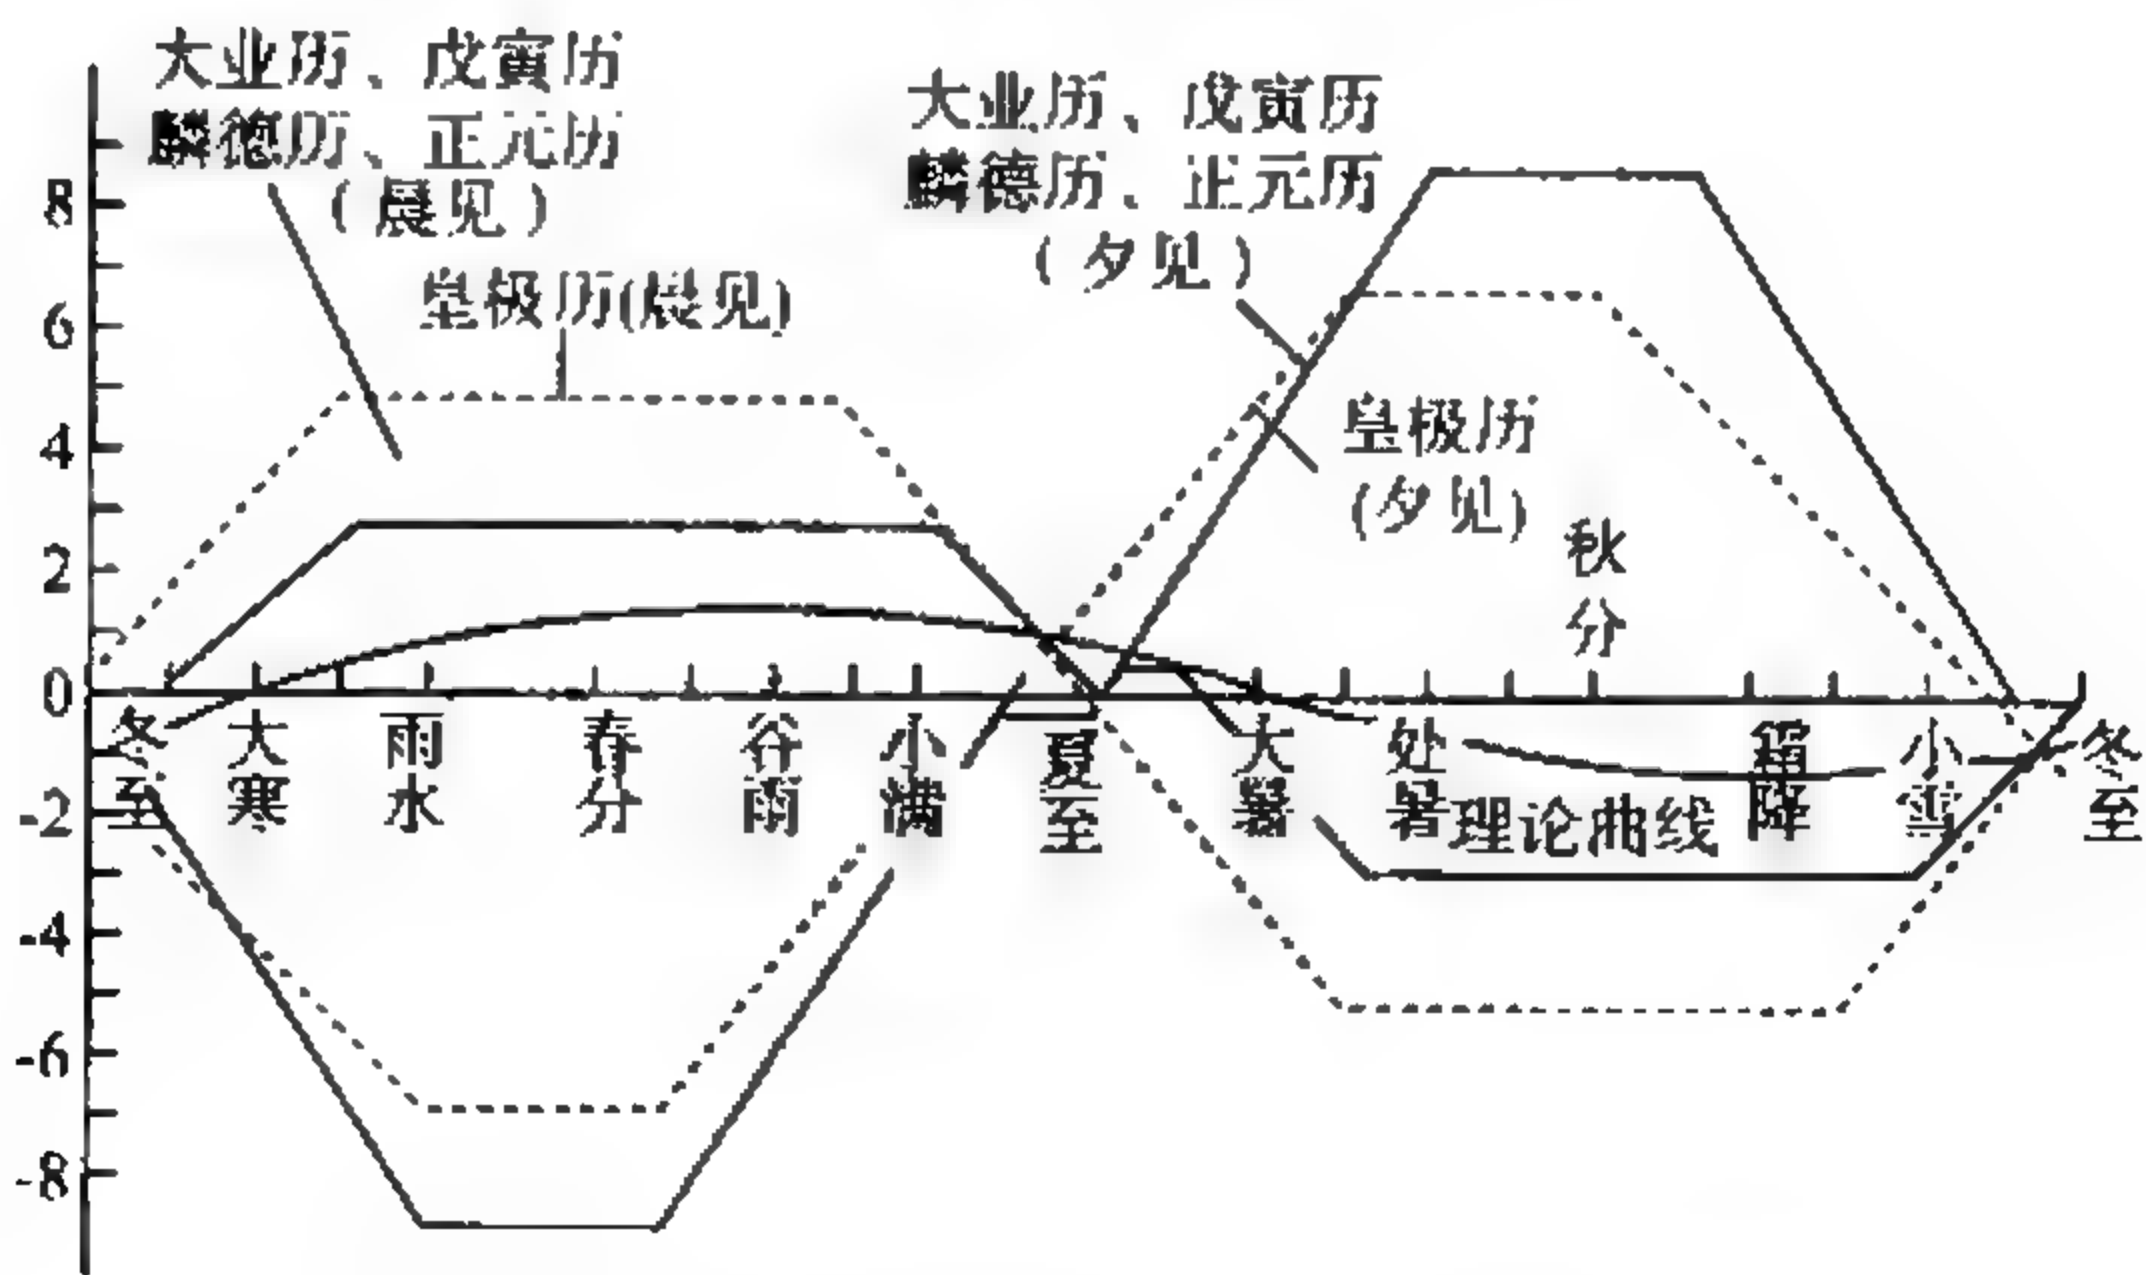 大业历、戊寅历
麟德历、正元历
(晨见)
皇极历(晨见)
大业历、戊寅历
麟德历、正元历
(夕见)
皇极历
(夕见)
秋分
8
6
4
2
0
-2
-4
-6
-8
冬至
大寒
雨水
春分
谷雨
小满
夏至
大暑
处暑
霜降
小雪
冬至
理论曲线